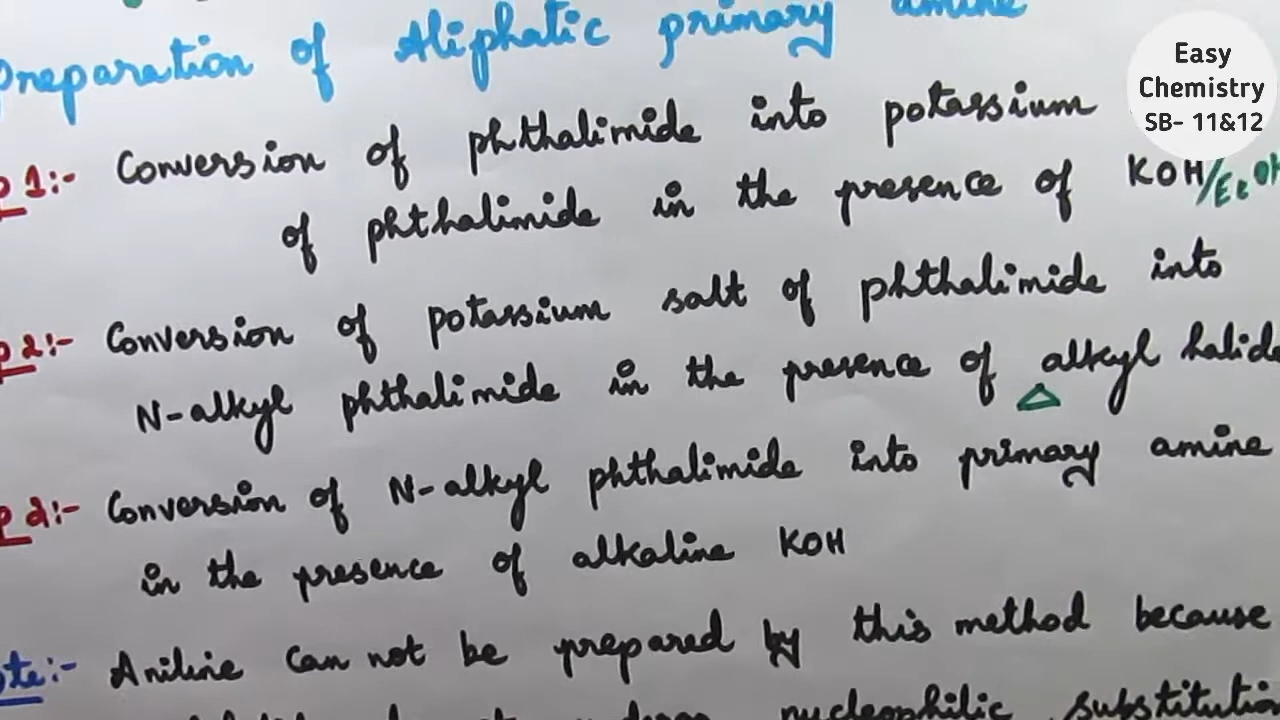 preparation of Aliphatic primary amine
Easy
Chemistry
SB- 11&12
p 1:- Conversion of phthalimide into potassium
of phthalimide in the presence of KOH/EtOH
p 2:- Conversion of potassium salt of phthalimide into
N-alkyl phthalimide in the presence of alkyl halide
Δ
p 2:- Conversion of N-alkyl phthalimide into primary amine
in the presence of alkaline KOH
ote:- Aniline can not be prepared by this method because
nucleophilic substitution